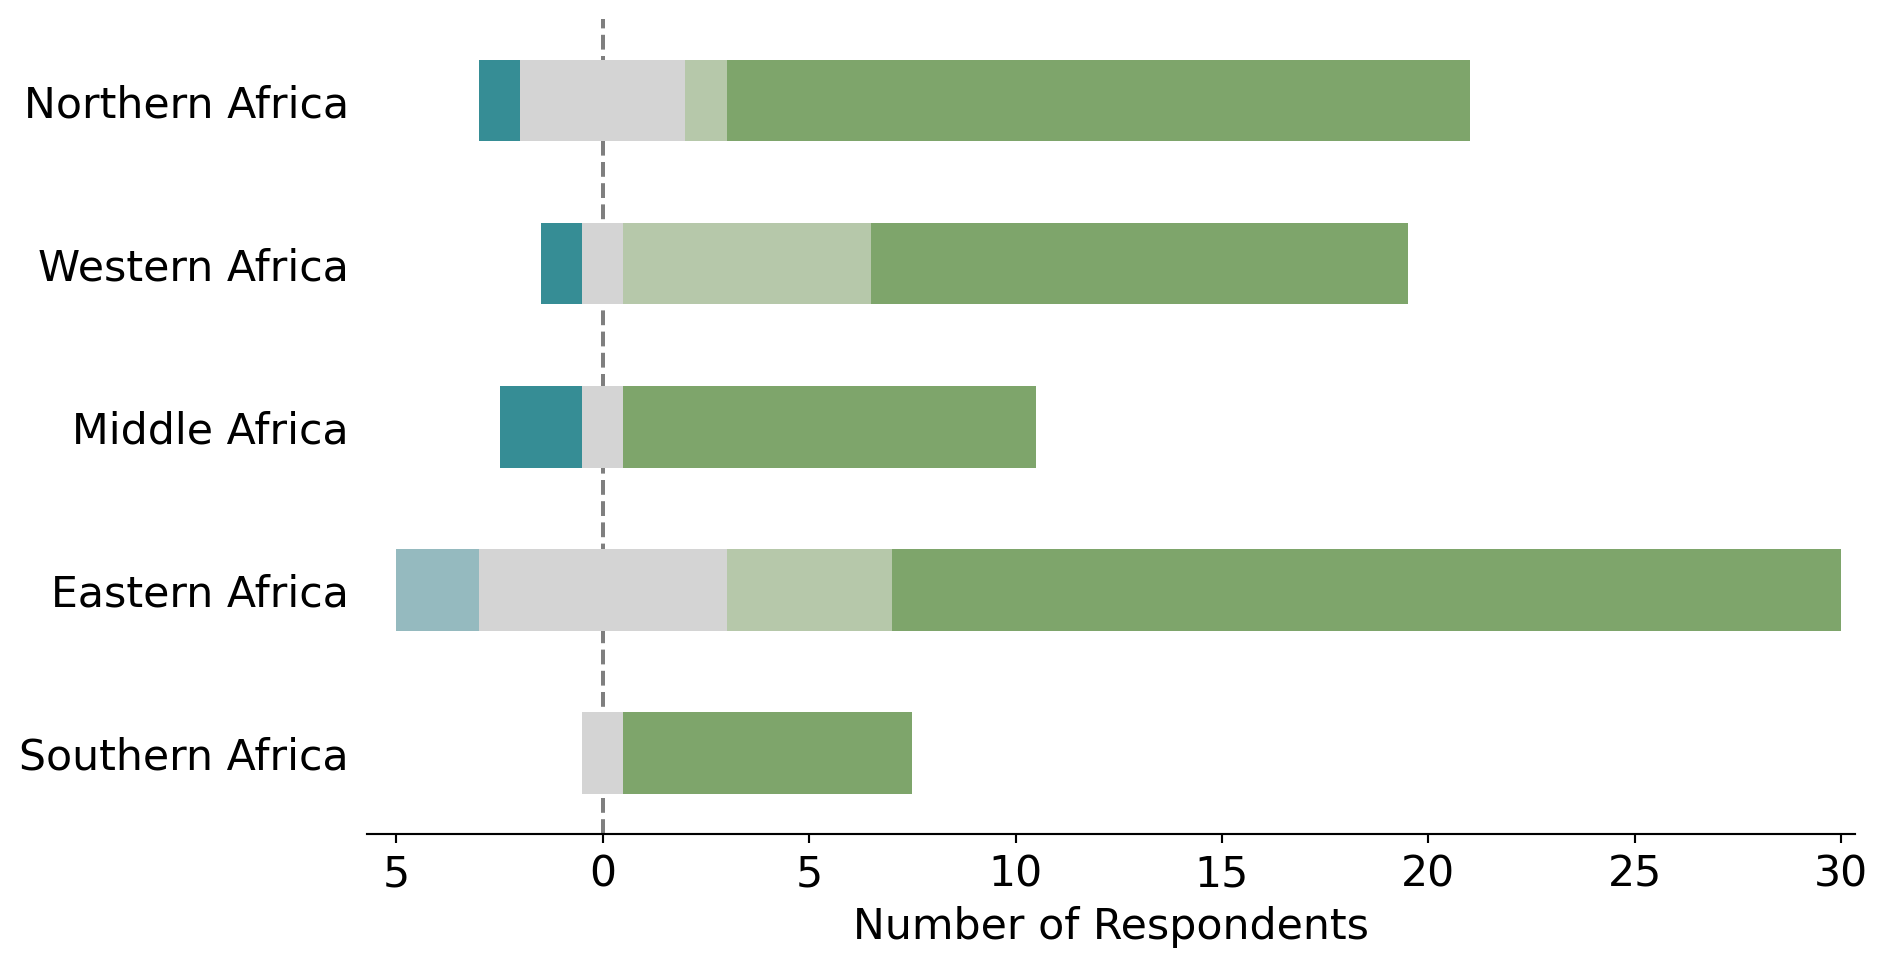 Northern Africa
Western Africa
Middle Africa
Eastern Africa
Southern Africa
5 0 5 10 15 20 25 30
Number of Respondents